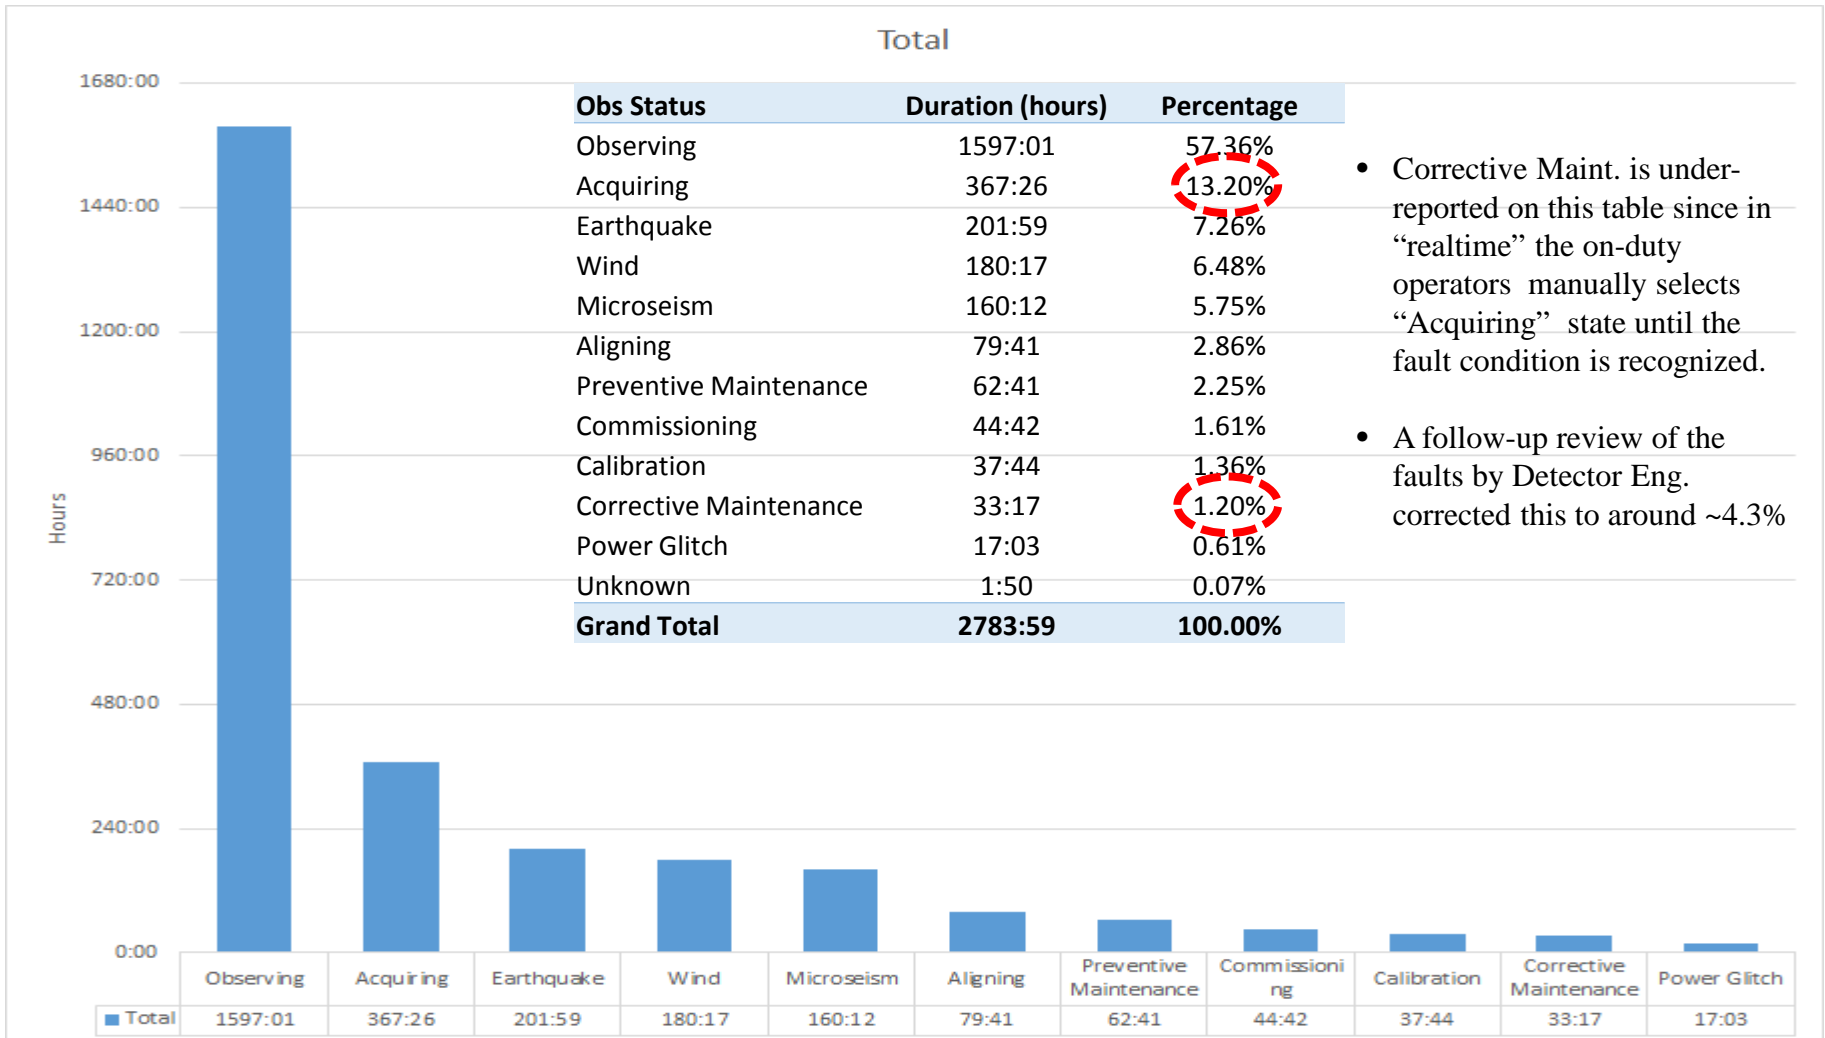 Total
1680:00
1440:00
1200:00
960:00
720:00
480:00
240:00
0:00
Hours
Obs Status Duration (hours) Percentage
Observing 1597:01 57.36%
Acquiring 367:26 13.20%
Earthquake 201:59 7.26%
Wind 180:17 6.48%
Microseism 160:12 5.75%
Aligning 79:41 2.86%
Preventive Maintenance 62:41 2.25%
Commissioning 44:42 1.61%
Calibration 37:44 1.36%
Corrective Maintenance 33:17 1.20%
Power Glitch 17:03 0.61%
Unknown 1:50 0.07%
Grand Total 2783:59 100.00%
• Corrective Maint. is under-
reported on this table since in
“realtime” the on-duty
operators manually selects
“Acquiring” state until the
fault condition is recognized.
• A follow-up review of the
faults by Detector Eng.
corrected this to around ~4.3%
Observing Acquiring Earthquake Wind Microseism Aligning Preventive Commissioni Calibration Corrective Power Glitch
Maintenance ng Maintenance
Total 1597:01 367:26 201:59 180:17 160:12 79:41 62:41 44:42 37:44 33:17 17:03